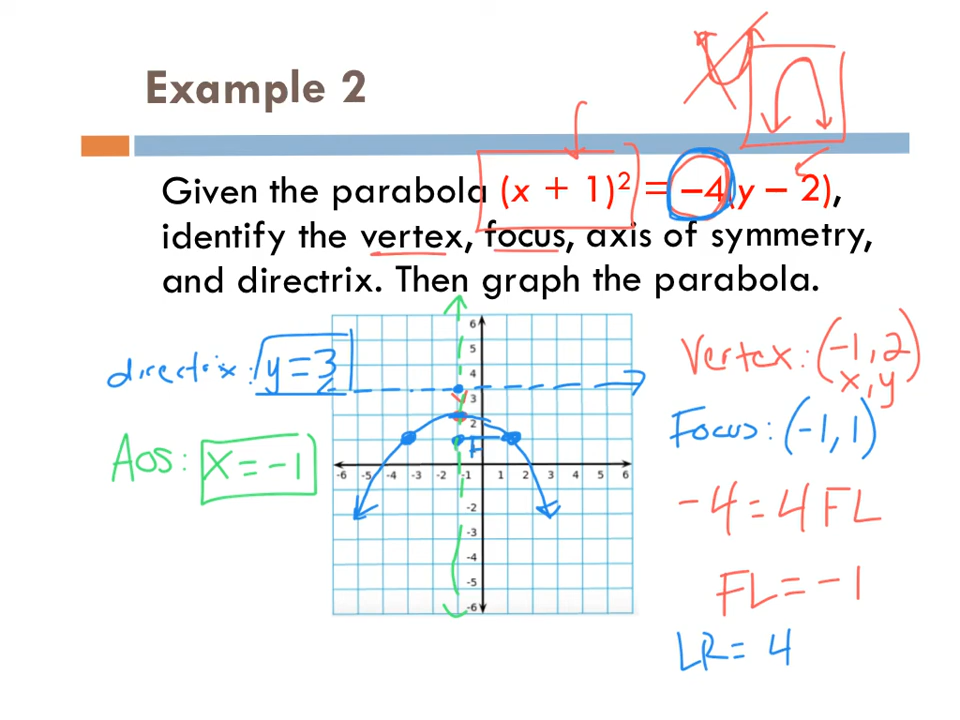 Example 2
Given the parabola (x + 1)² = −4(y − 2),
identify the vertex, focus, axis of symmetry,
and directrix. Then graph the parabola.
directrix: y = 3
Aos: x = -1
6
5
4
3
2
-6 -5 -4 -3 -2 -1 1 2 3 4 5 6
-2
-3
-4
-5
-6
V
F
Vertex: (-1, 2)
x, y
Focus: (-1, 1)
-4 = 4 FL
FL = -1
LR = 4